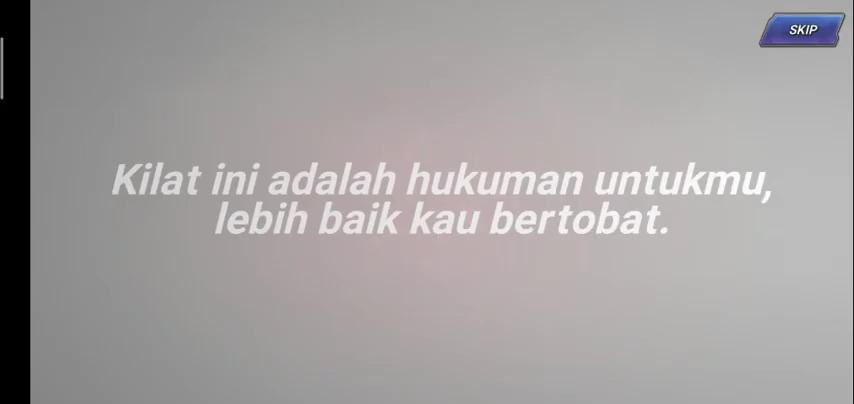 SKIP
Kilat ini adalah hukuman untukmu,
lebih baik kau bertobat.